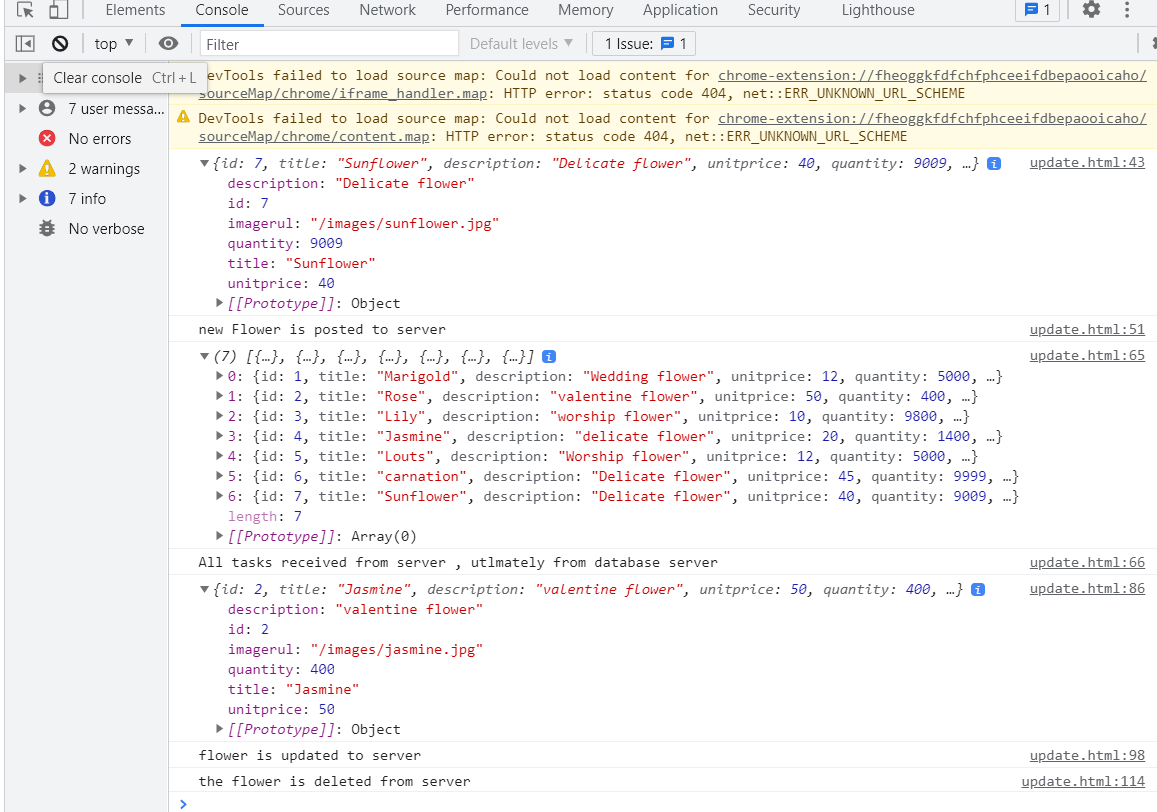 Elements Console Sources Network Performance Memory Application Security Lighthouse 1
top Filter Default levels 1 Issue: 1
Clear console Ctrl+L
7 user messa...
No errors
2 warnings
7 info
No verbose
DevTools failed to load source map: Could not load content for chrome-extension://fheoggkfdfchfphceeifdbepaooicaho/
sourceMap/chrome/iframe_handler.map: HTTP error: status code 404, net::ERR_UNKNOWN_URL_SCHEME
DevTools failed to load source map: Could not load content for chrome-extension://fheoggkfdfchfphceeifdbepaooicaho/
sourceMap/chrome/content.map: HTTP error: status code 404, net::ERR_UNKNOWN_URL_SCHEME
{id: 7, title: "Sunflower", description: "Delicate flower", unitprice: 40, quantity: 9009, …} update.html:43
description: "Delicate flower"
id: 7
imagerul: "/images/sunflower.jpg"
quantity: 9009
title: "Sunflower"
unitprice: 40
[[Prototype]]: Object
new Flower is posted to server update.html:51
(7) [{…}, {…}, {…}, {…}, {…}, {…}, {…}] update.html:65
0: {id: 1, title: "Marigold", description: "Wedding flower", unitprice: 12, quantity: 5000, …}
1: {id: 2, title: "Rose", description: "valentine flower", unitprice: 50, quantity: 400, …}
2: {id: 3, title: "Lily", description: "worship flower", unitprice: 10, quantity: 9800, …}
3: {id: 4, title: "Jasmine", description: "delicate flower", unitprice: 20, quantity: 1400, …}
4: {id: 5, title: "Louts", description: "Worship flower", unitprice: 12, quantity: 5000, …}
5: {id: 6, title: "carnation", description: "Delicate flower", unitprice: 45, quantity: 9999, …}
6: {id: 7, title: "Sunflower", description: "Delicate flower", unitprice: 40, quantity: 9009, …}
length: 7
[[Prototype]]: Array(0)
All tasks received from server , utlmately from database server update.html:66
{id: 2, title: "Jasmine", description: "valentine flower", unitprice: 50, quantity: 400, …} update.html:86
description: "valentine flower"
id: 2
imagerul: "/images/jasmine.jpg"
quantity: 400
title: "Jasmine"
unitprice: 50
[[Prototype]]: Object
flower is updated to server update.html:98
the flower is deleted from server update.html:114